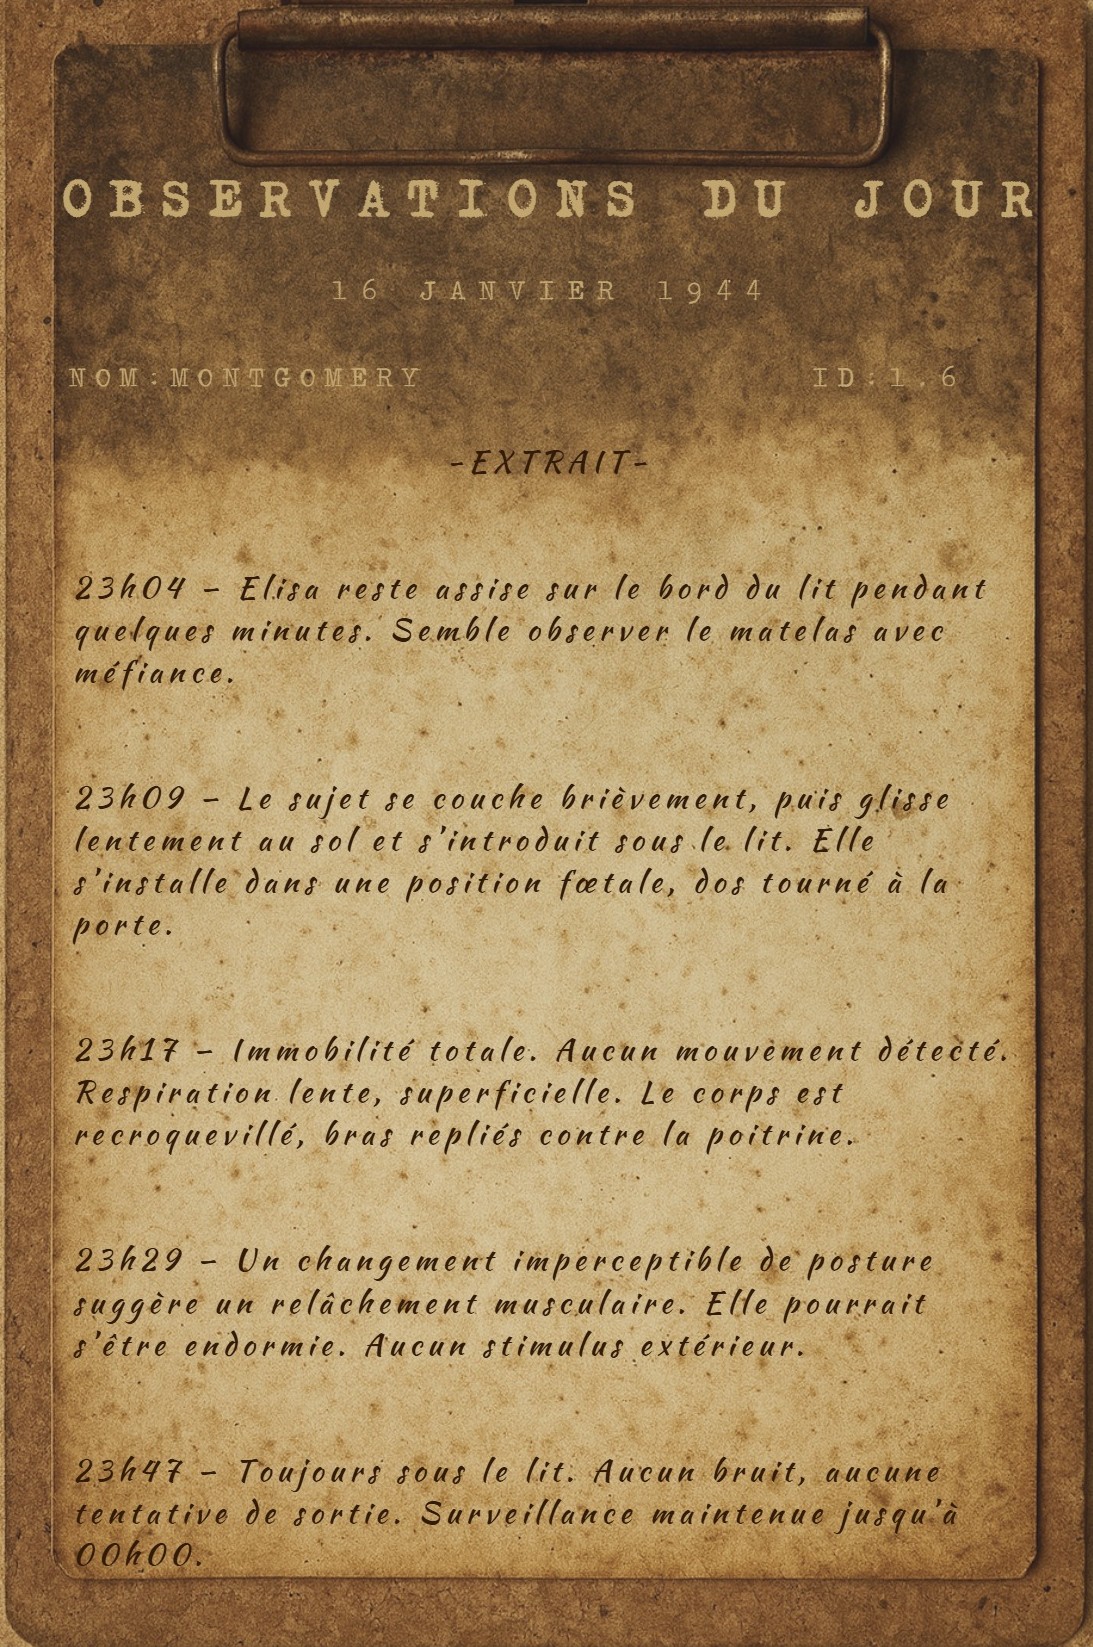 OBSERVATIONS DU JOUR
16 JANVIER 1944
NOM:MONTGOMERY
ID:1.6
-EXTRAIT-
23h04 – Elisa reste assise sur le bord du lit pendant
quelques minutes. Semble observer le matelas avec
méfiance.
23h09 – Le sujet se couche brièvement, puis glisse
lentement au sol et s'introduit sous le lit. Elle
s'installe dans une position fœtale, dos tourné à la
porte.
23h17 – Immobilité totale. Aucun mouvement détecté.
Respiration lente, superficielle. Le corps est
recroquevillé, bras repliés contre la poitrine.
23h29 – Un changement imperceptible de posture
suggère un relâchement musculaire. Elle pourrait
s'être endormie. Aucun stimulus extérieur.
23h47 – Toujours sous le lit. Aucun bruit, aucune
tentative de sortie. Surveillance maintenue jusqu'à
00h00.